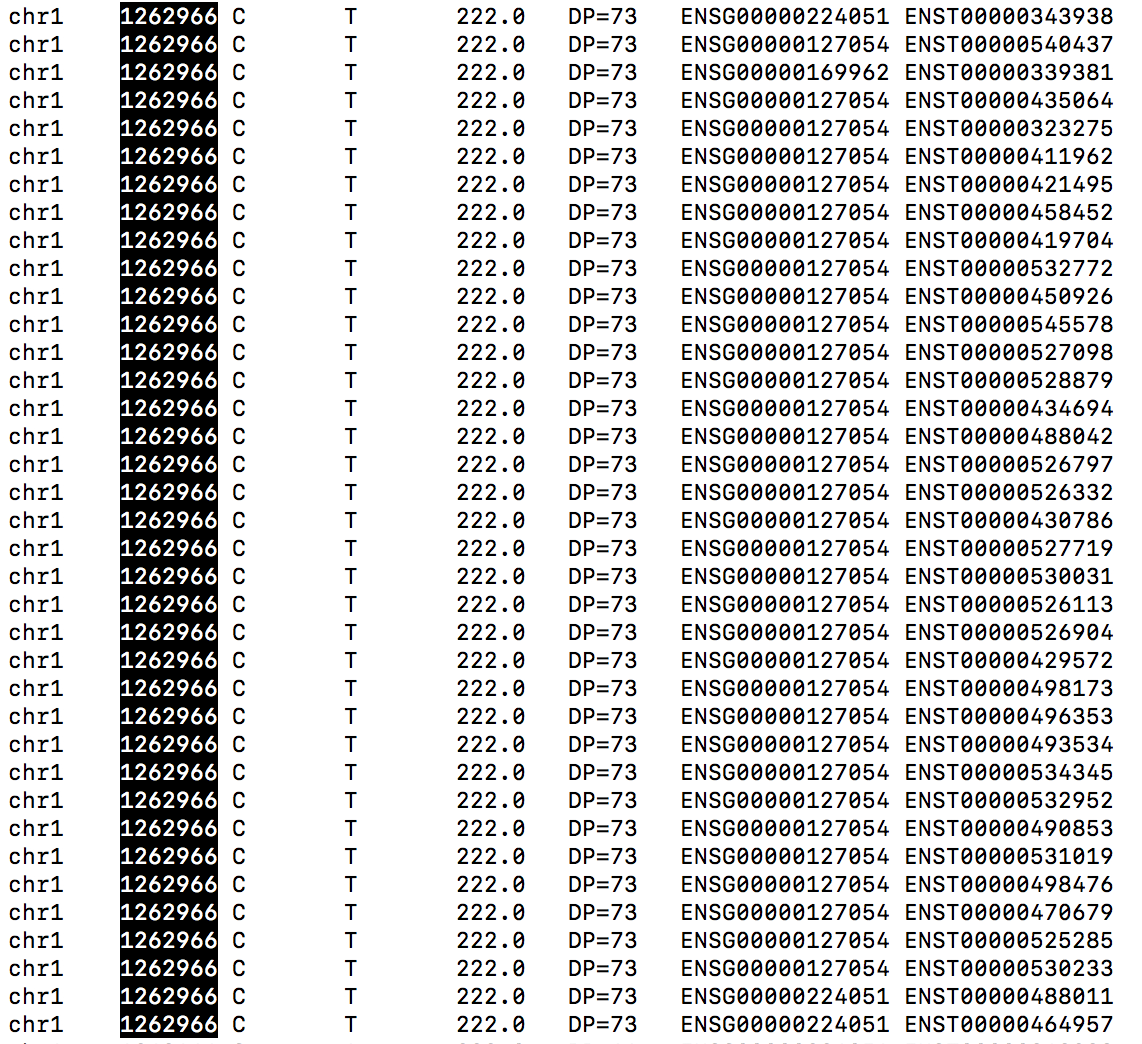 chr1 1262966 C T 222.0 DP=73 ENSG00000224051 ENST00000343938
chr1 1262966 C T 222.0 DP=73 ENSG00000127054 ENST00000540437
chr1 1262966 C T 222.0 DP=73 ENSG00000169962 ENST00000339381
chr1 1262966 C T 222.0 DP=73 ENSG00000127054 ENST00000435064
chr1 1262966 C T 222.0 DP=73 ENSG00000127054 ENST00000323275
chr1 1262966 C T 222.0 DP=73 ENSG00000127054 ENST00000411962
chr1 1262966 C T 222.0 DP=73 ENSG00000127054 ENST00000421495
chr1 1262966 C T 222.0 DP=73 ENSG00000127054 ENST00000458452
chr1 1262966 C T 222.0 DP=73 ENSG00000127054 ENST00000419704
chr1 1262966 C T 222.0 DP=73 ENSG00000127054 ENST00000532772
chr1 1262966 C T 222.0 DP=73 ENSG00000127054 ENST00000450926
chr1 1262966 C T 222.0 DP=73 ENSG00000127054 ENST00000545578
chr1 1262966 C T 222.0 DP=73 ENSG00000127054 ENST00000527098
chr1 1262966 C T 222.0 DP=73 ENSG00000127054 ENST00000528879
chr1 1262966 C T 222.0 DP=73 ENSG00000127054 ENST00000434694
chr1 1262966 C T 222.0 DP=73 ENSG00000127054 ENST00000488042
chr1 1262966 C T 222.0 DP=73 ENSG00000127054 ENST00000526797
chr1 1262966 C T 222.0 DP=73 ENSG00000127054 ENST00000526332
chr1 1262966 C T 222.0 DP=73 ENSG00000127054 ENST00000430786
chr1 1262966 C T 222.0 DP=73 ENSG00000127054 ENST00000527719
chr1 1262966 C T 222.0 DP=73 ENSG00000127054 ENST00000530031
chr1 1262966 C T 222.0 DP=73 ENSG00000127054 ENST00000526113
chr1 1262966 C T 222.0 DP=73 ENSG00000127054 ENST00000526904
chr1 1262966 C T 222.0 DP=73 ENSG00000127054 ENST00000429572
chr1 1262966 C T 222.0 DP=73 ENSG00000127054 ENST00000498173
chr1 1262966 C T 222.0 DP=73 ENSG00000127054 ENST00000496353
chr1 1262966 C T 222.0 DP=73 ENSG00000127054 ENST00000493534
chr1 1262966 C T 222.0 DP=73 ENSG00000127054 ENST00000534345
chr1 1262966 C T 222.0 DP=73 ENSG00000127054 ENST00000532952
chr1 1262966 C T 222.0 DP=73 ENSG00000127054 ENST00000490853
chr1 1262966 C T 222.0 DP=73 ENSG00000127054 ENST00000531019
chr1 1262966 C T 222.0 DP=73 ENSG00000127054 ENST00000498476
chr1 1262966 C T 222.0 DP=73 ENSG00000127054 ENST00000470679
chr1 1262966 C T 222.0 DP=73 ENSG00000127054 ENST00000525285
chr1 1262966 C T 222.0 DP=73 ENSG00000127054 ENST00000530233
chr1 1262966 C T 222.0 DP=73 ENSG00000224051 ENST00000488011
chr1 1262966 C T 222.0 DP=73 ENSG00000224051 ENST00000464957